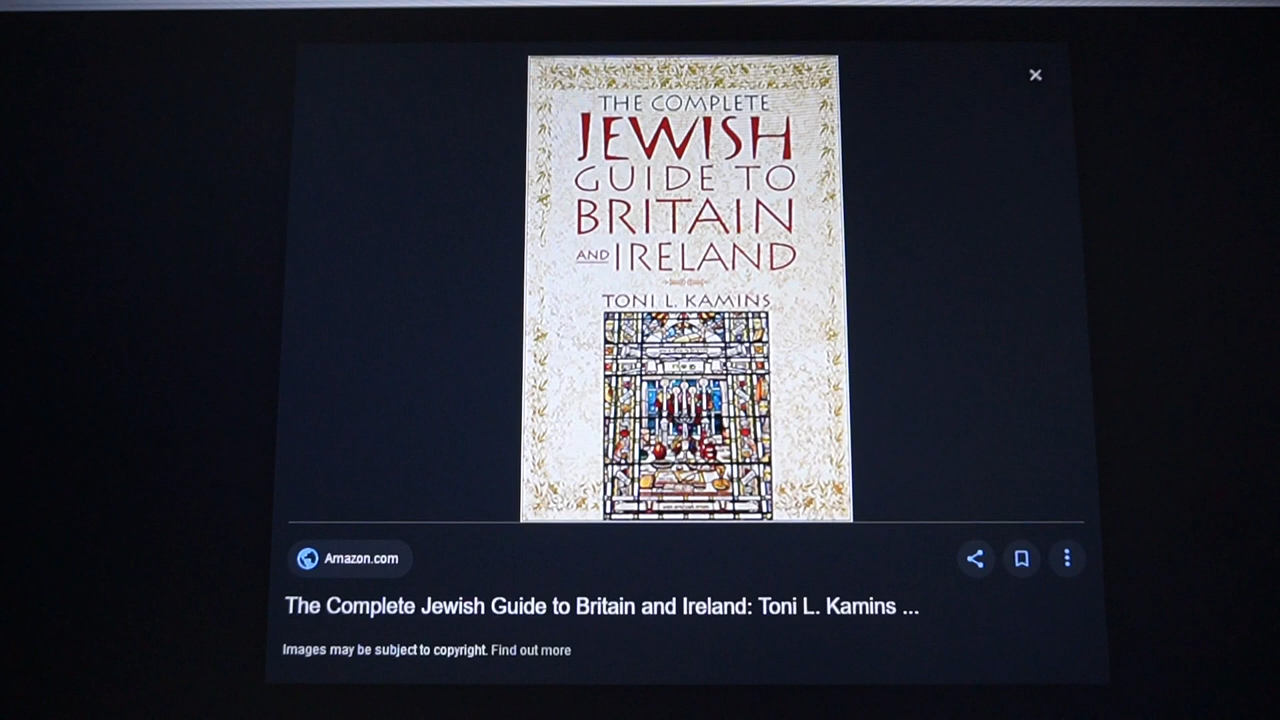 THE COMPLETE
JEWISH
GUIDE TO
BRITAIN
AND IRELAND
TONI L. KAMINS
Amazon.com
The Complete Jewish Guide to Britain and Ireland: Toni L. Kamins ...
Images may be subject to copyright. Find out more